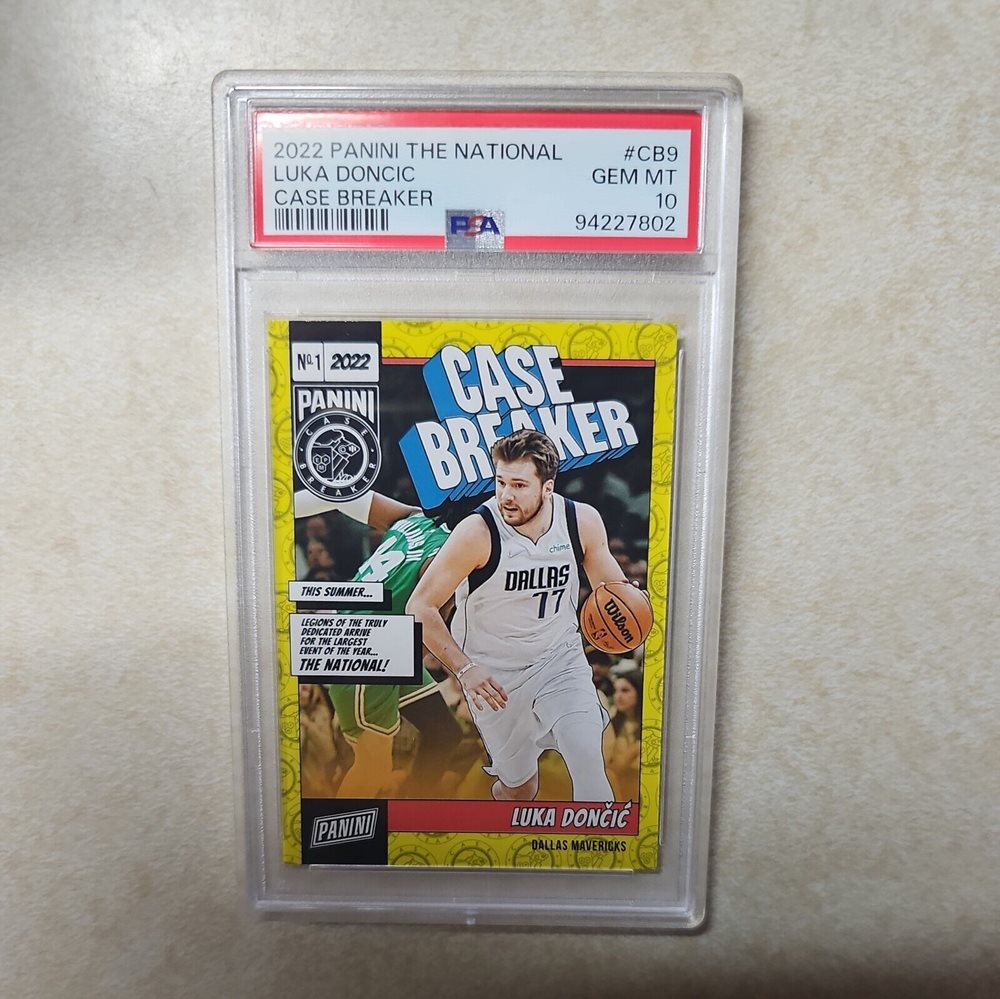 2022 PANINI THE NATIONAL #CB9
LUKA DONCIC GEM MT
CASE BREAKER 10
PSA 94227802
Nº.1 2022
PANINI
CASE BREAKER
CASE
BREAKER
chime
DALLAS
77
Wilson
THIS SUMMER...
LEGIONS OF THE TRULY
DEDICATED ARRIVE
FOR THE LARGEST
EVENT OF THE YEAR...
THE NATIONAL!
PANINI
LUKA DONČIĆ
DALLAS MAVERICKS